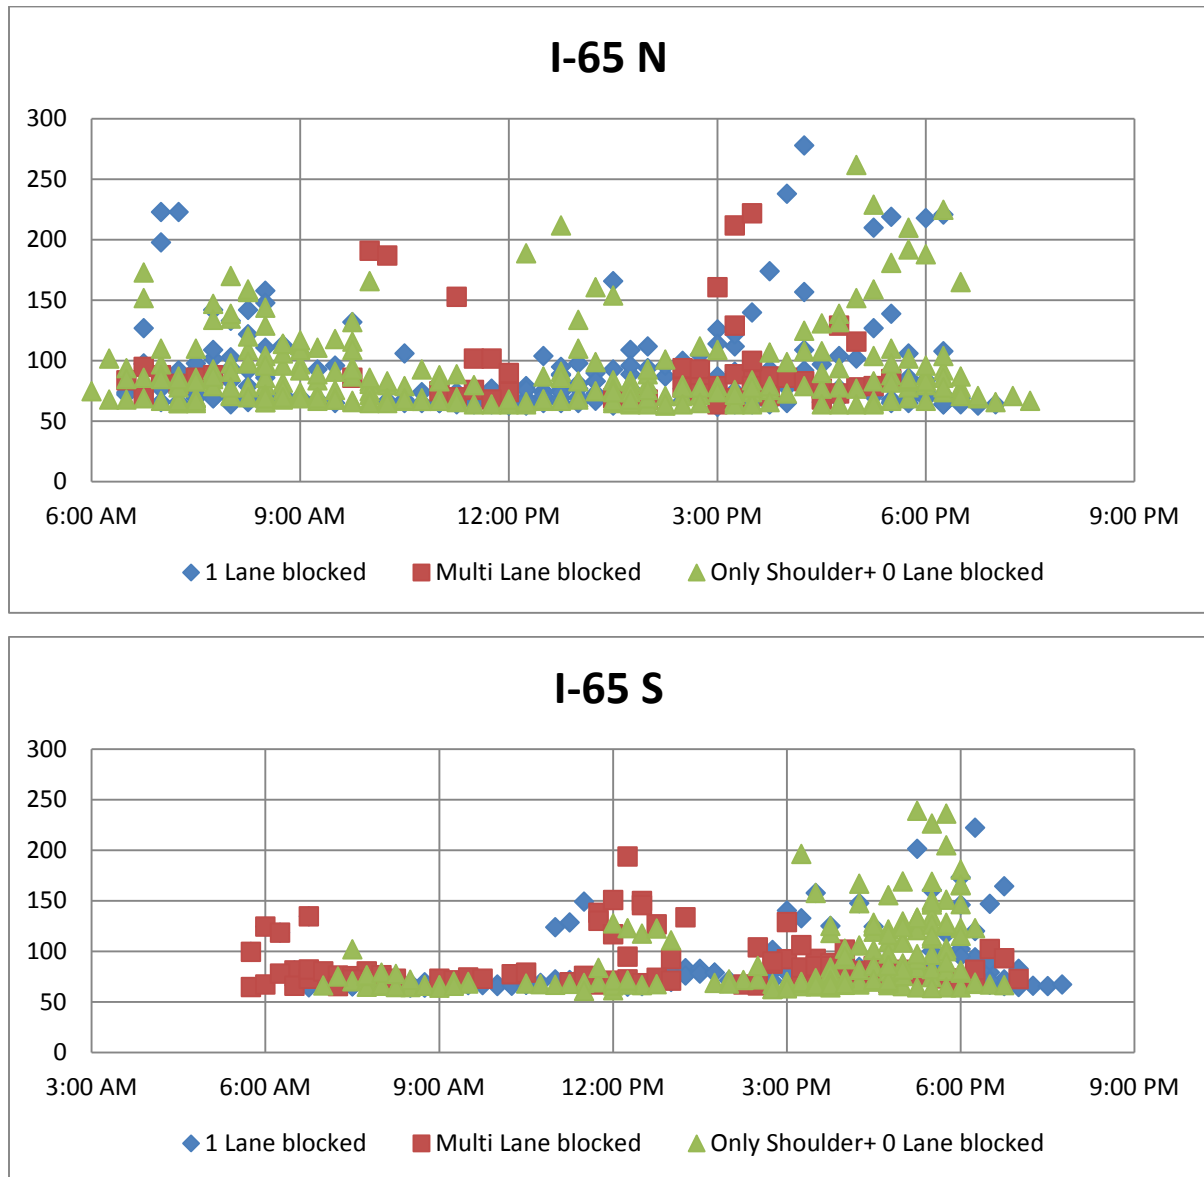 I-65 N
300
250
200
150
100
50
0
6:00 AM 9:00 AM 12:00 PM 3:00 PM 6:00 PM 9:00 PM
1 Lane blocked Multi Lane blocked Only Shoulder+ 0 Lane blocked
I-65 S
300
250
200
150
100
50
0
3:00 AM 6:00 AM 9:00 AM 12:00 PM 3:00 PM 6:00 PM 9:00 PM
1 Lane blocked Multi Lane blocked Only Shoulder+ 0 Lane blocked